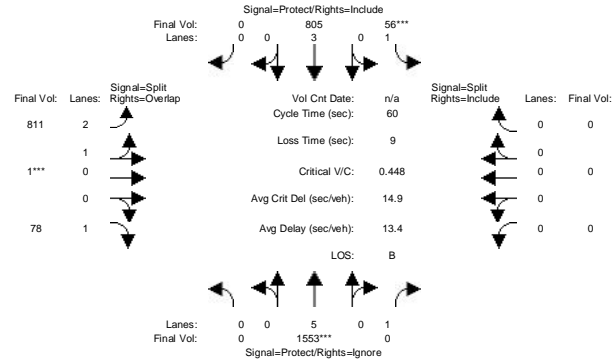 Signal=Protect/Rights=Include
Final Vol: 0 805 56***
Lanes: 0 0 3 0 1
Signal=Split
Final Vol: Lanes: Rights=Overlap
Vol Cnt Date: n/a
Signal=Split
Rights=Include Lanes: Final Vol:
Cycle Time (sec): 60
811 2 0 0
Loss Time (sec): 9
1 0
1*** 0 Critical V/C: 0.448 0 0
0 Avg Crit Del (sec/veh): 14.9 0
78 1 Avg Delay (sec/veh): 13.4 0 0
LOS: B
Lanes: 0 0 5 0 1
Final Vol: 0 1553*** 0
Signal=Protect/Rights=Ignore